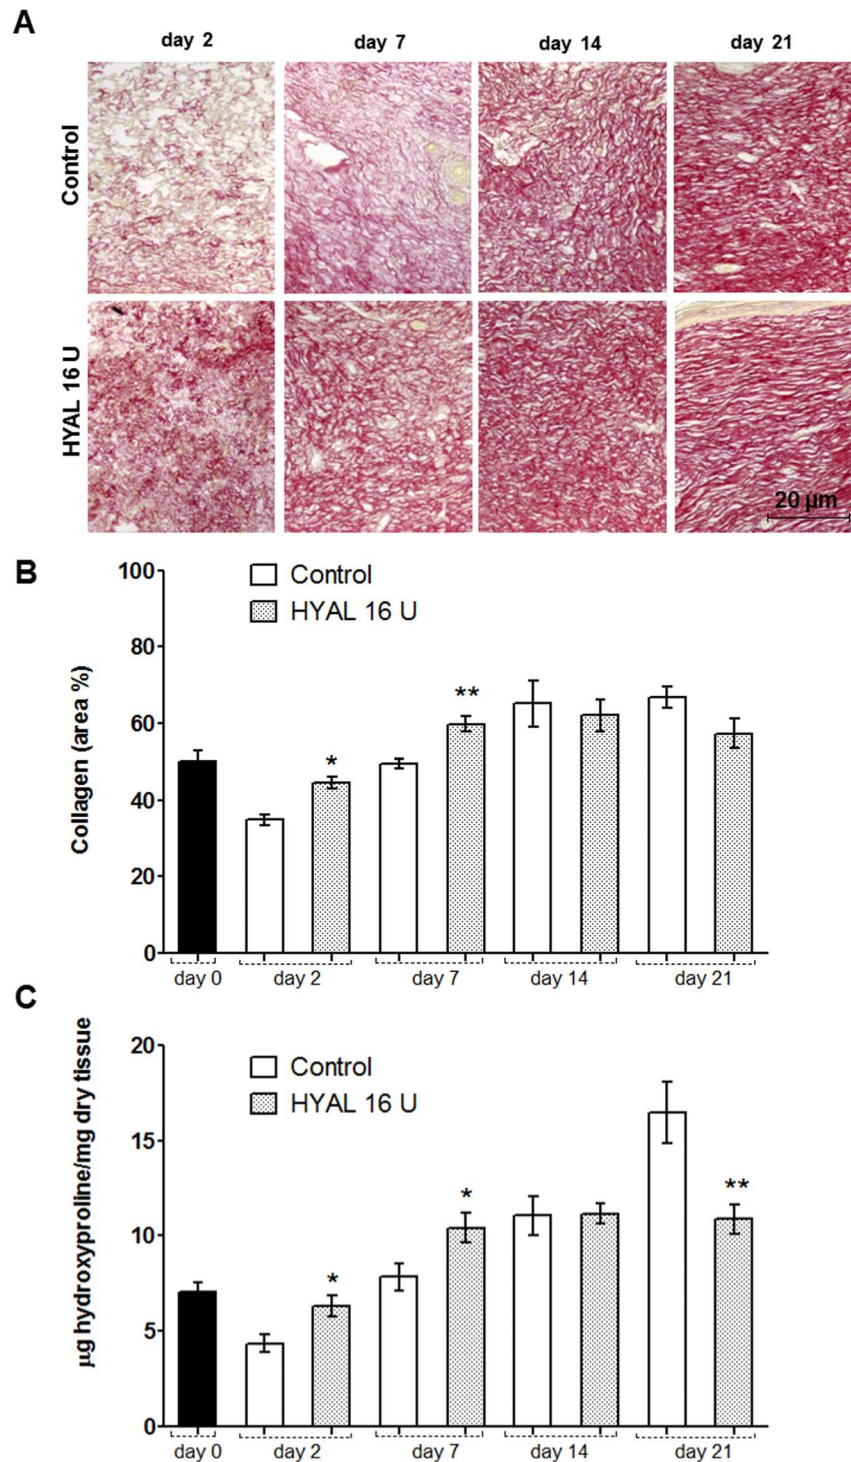 A
day 2 day 7 day 14 day 21
Control
HYAL 16 U
20 µm
B
Control
HYAL 16 U
Collagen (area %)
100
80
60
40
20
0
*
**
day 0 day 2 day 7 day 14 day 21
C
Control
HYAL 16 U
µg hydroxyproline/mg dry tissue
20
15
10
5
0
*
*
**
day 0 day 2 day 7 day 14 day 21